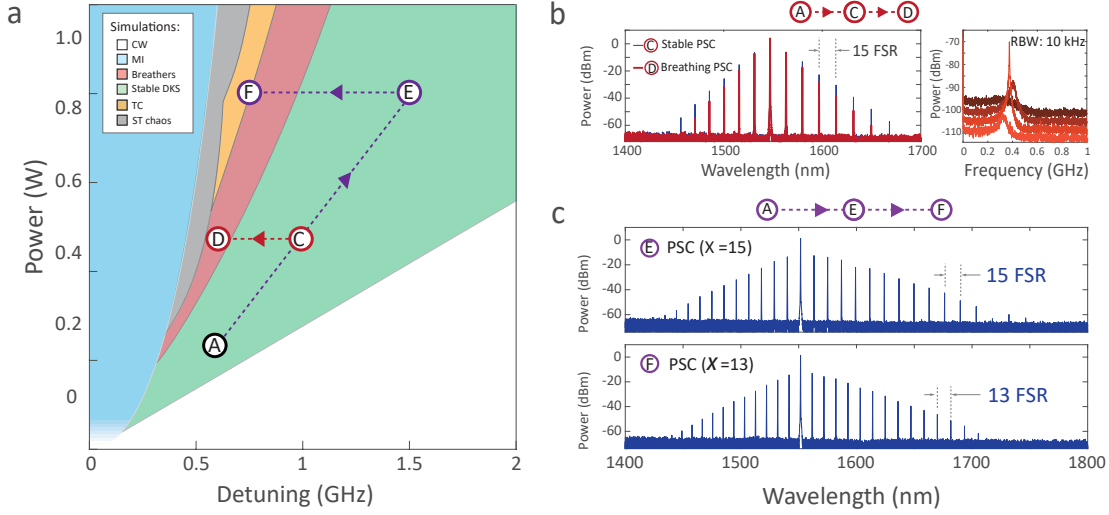 a
Simulations:
CW
MI
Breathers
Stable DKS
TC
ST chaos
1.0
0.8
0.6
0.4
0.2
0
Power (W)
0
0.5
1
1.5
2
Detuning (GHz)
F
E
D
C
A
b
A
C
D
C Stable PSC
D Breathing PSC
15 FSR
Power (dBm)
0
-20
-40
-60
1400
1500
1600
1700
Wavelength (nm)
RBW: 10 kHz
Power (dBm)
-50
-70
-90
-110
0
0.2
0.4
0.6
0.8
1
Frequency (GHz)
c
A
E
F
E PSC (X =15)
15 FSR
Power (dBm)
0
-20
-40
-60
F PSC (X =13)
13 FSR
Power (dBm)
0
-20
-40
-60
1400
1500
1600
1700
1800
Wavelength (nm)